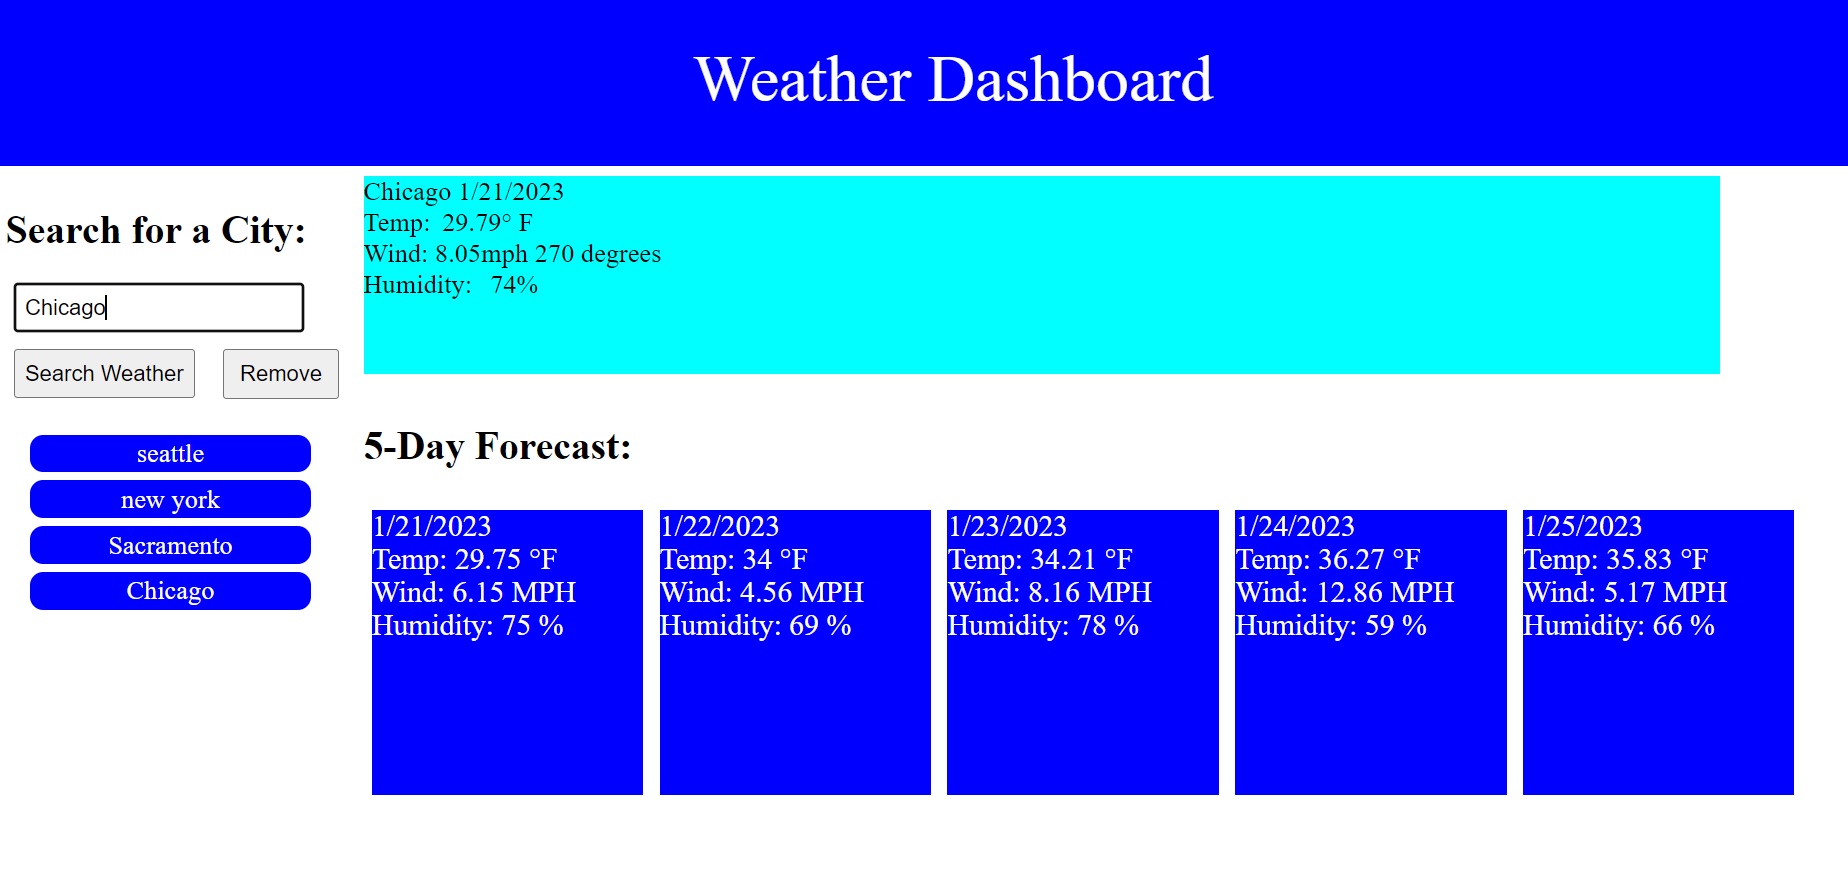 Weather Dashboard
Search for a City:
Chicago
Search Weather
Remove
seattle
new york
Sacramento
Chicago
Chicago 1/21/2023
Temp:  29.79° F
Wind: 8.05mph 270 degrees
Humidity:   74%
5-Day Forecast:
1/21/2023
Temp: 29.75 °F
Wind: 6.15 MPH
Humidity: 75 %
1/22/2023
Temp: 34 °F
Wind: 4.56 MPH
Humidity: 69 %
1/23/2023
Temp: 34.21 °F
Wind: 8.16 MPH
Humidity: 78 %
1/24/2023
Temp: 36.27 °F
Wind: 12.86 MPH
Humidity: 59 %
1/25/2023
Temp: 35.83 °F
Wind: 5.17 MPH
Humidity: 66 %